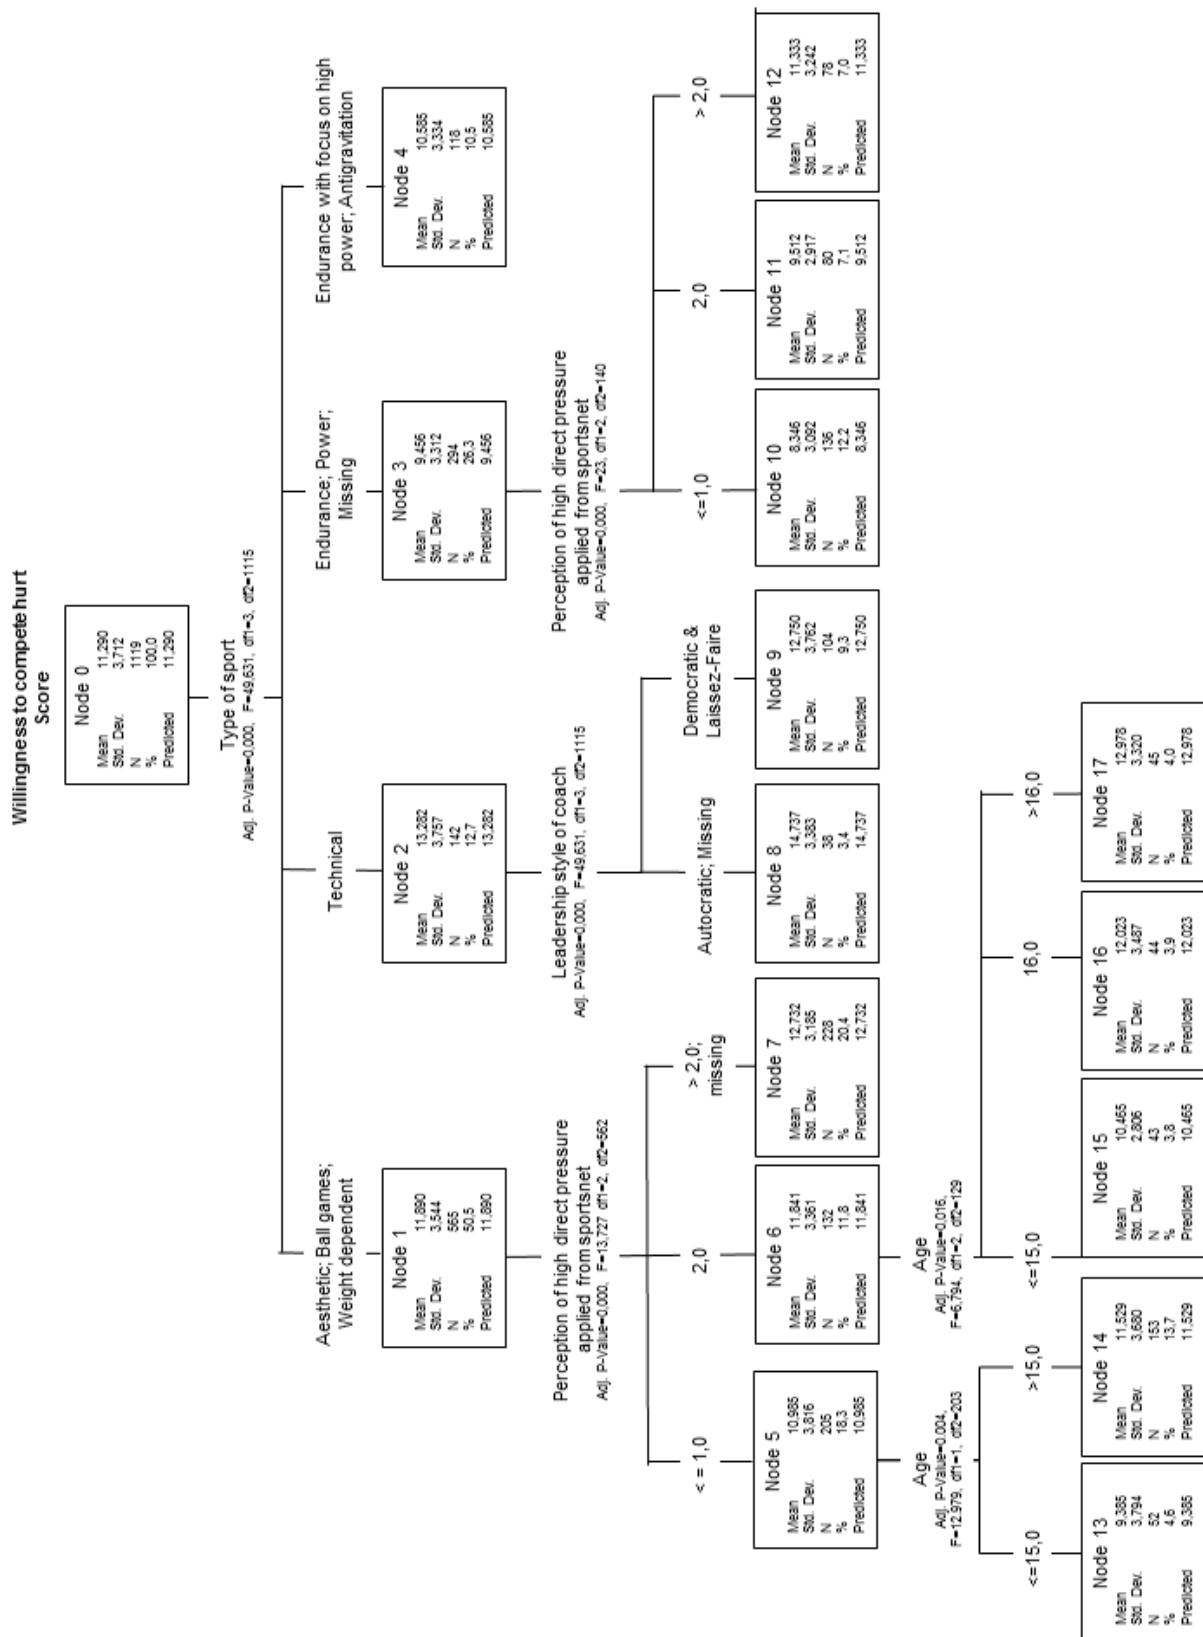 Willingness to compete hurt
Score
Node 0
Mean 11,290
Std. Dev. 3,712
N 1119
% 100,0
Predicted 11,290
Type of sport
Adj. P-Value=0,000, F=49,631, df1=3, df2=1115
Aesthetic; Ball games;
Weight dependent
Technical
Endurance; Power;
Missing
Endurance with focus on high
power; Antigravitation
Node 1
Mean 11,890
Std. Dev. 3,544
N 565
% 50,5
Predicted 11,890
Node 2
Mean 13,282
Std. Dev. 3,757
N 142
% 12,7
Predicted 13,282
Node 3
Mean 9,456
Std. Dev. 3,312
N 294
% 26,3
Predicted 9,456
Node 4
Mean 10,585
Std. Dev. 3,334
N 118
% 10,5
Predicted 10,585
Perception of high direct pressure
applied from sportsnet
Adj. P-Value=0,000, F=13,727 df1=2, df2=562
Leadership style of coach
Adj. P-Value=0,000, F=49,631, df1=3, df2=1115
Perception of high direct pressure
applied from sportsnet
Adj. P-Value=0,000, F=23, df1=2, df2=140
< = 1,0
2,0
> 2,0;
missing
Autocratic; Missing
Democratic &
Laissez-Faire
<=1,0
2,0
> 2,0
Node 5
Mean 10,985
Std. Dev. 3,816
N 205
% 18,3
Predicted 10,985
Node 6
Mean 11,841
Std. Dev. 3,361
N 132
% 11,8
Predicted 11,841
Node 7
Mean 12,732
Std. Dev. 3,185
N 228
% 20,4
Predicted 12,732
Node 8
Mean 14,737
Std. Dev. 3,383
N 38
% 3,4
Predicted 14,737
Node 9
Mean 12,750
Std. Dev. 3,762
N 104
% 9,3
Predicted 12,750
Node 10
Mean 8,346
Std. Dev. 3,092
N 136
% 12,2
Predicted 8,346
Node 11
Mean 9,512
Std. Dev. 2,917
N 80
% 7,1
Predicted 9,512
Node 12
Mean 11,333
Std. Dev. 3,242
N 78
% 7,0
Predicted 11,333
Age
Adj. P-Value=0.004,
F=12.979, df1=1, df2=203
Age
Adj. P-Value=0,016,
F=6,794, df1=2, df2=129
<=15,0
>15,0
<=15,0
16,0
>16,0
Node 13
Mean 9,385
Std. Dev. 3,794
N 52
% 4,6
Predicted 9,385
Node 14
Mean 11,529
Std. Dev. 3,680
N 153
% 13,7
Predicted 11,529
Node 15
Mean 10,465
Std. Dev. 2,806
N 43
% 3,8
Predicted 10,465
Node 16
Mean 12,023
Std. Dev. 3,487
N 44
% 3,9
Predicted 12,023
Node 17
Mean 12,978
Std. Dev. 3,320
N 45
% 4,0
Predicted 12,978